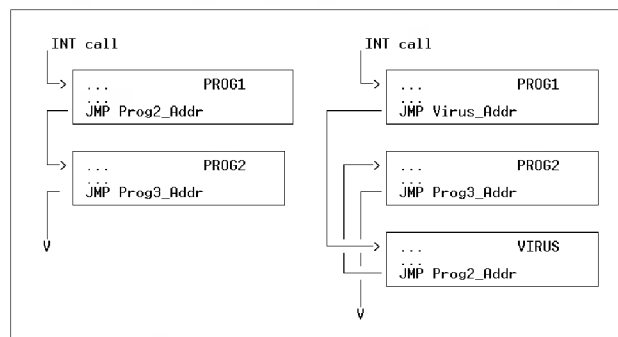 INT call
... PROG1
...
JMP Prog2_Addr
... PROG2
...
JMP Prog3_Addr
V
INT call
... PROG1
...
JMP Virus_Addr
... PROG2
...
JMP Prog3_Addr
... VIRUS
...
JMP Prog2_Addr
V